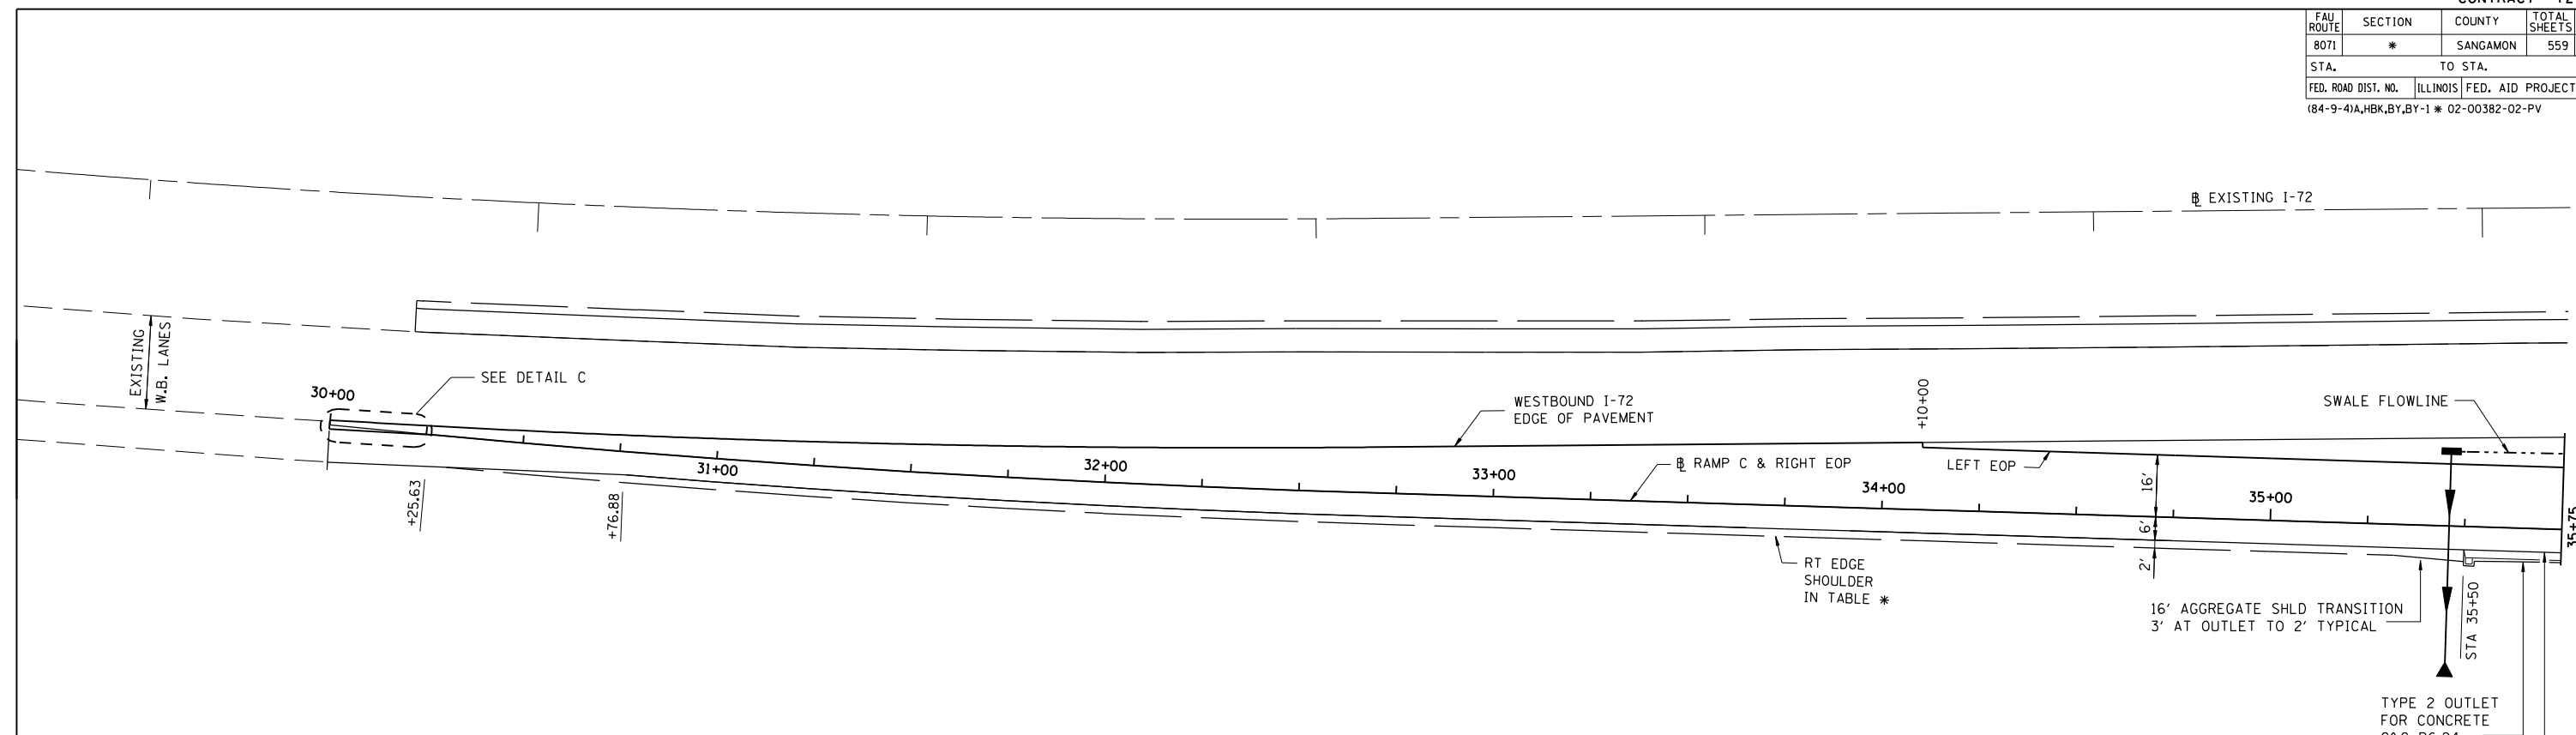 FAU ROUTE SECTION COUNTY TOTAL SHEETS
8071 * SANGAMON 559
STA. TO STA.
FED. ROAD DIST. NO. ILLINOIS FED. AID PROJECT
(84-9-4)A,HBK,BY,BY-1 * 02-00382-02-PV
℄ EXISTING I-72
EXISTING
W.B. LANES
SEE DETAIL C
30+00
+25.63
+76.88
31+00
32+00
33+00
34+00
35+00
35+75
WESTBOUND I-72
EDGE OF PAVEMENT
+10+00
SWALE FLOWLINE
℄ RAMP C & RIGHT EOP
LEFT EOP
16'
6'
2'
RT EDGE
SHOULDER
IN TABLE *
16' AGGREGATE SHLD TRANSITION
3' AT OUTLET TO 2' TYPICAL
STA 35+50
TYPE 2 OUTLET
FOR CONCRETE